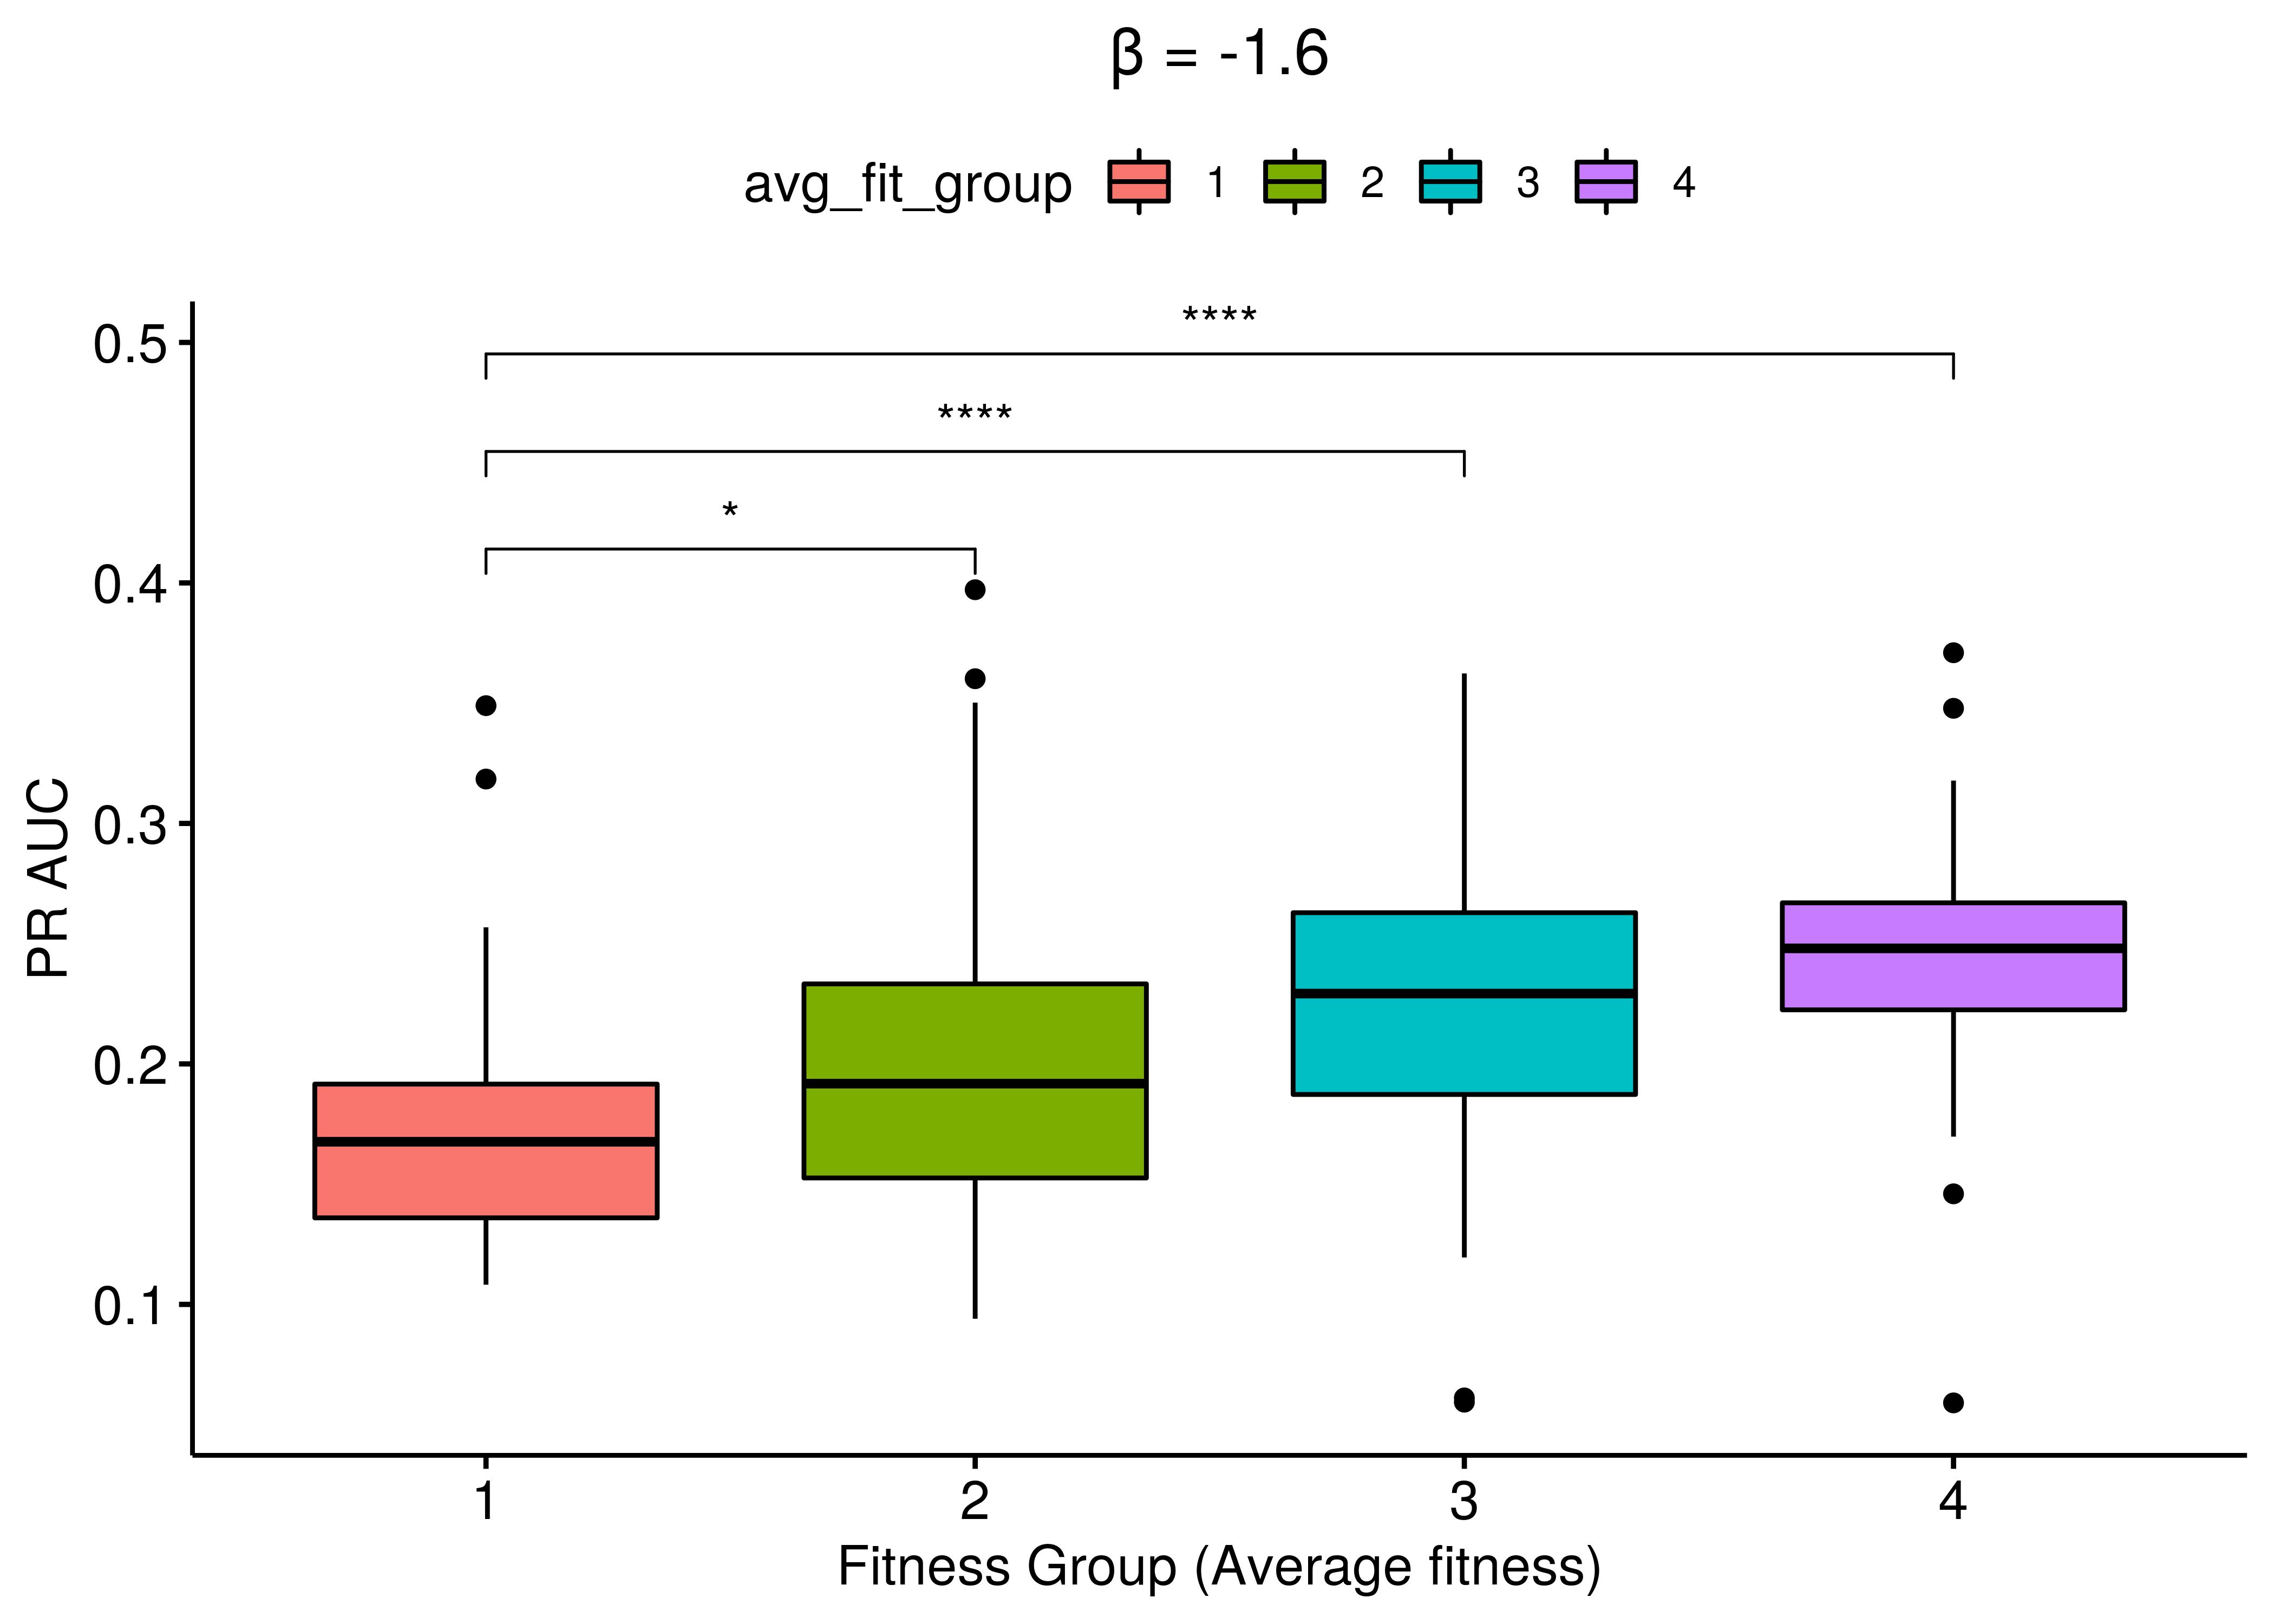 β = -1.6
avg_fit_group 1 2 3 4
****
****
*
0.5
0.4
0.3
0.2
0.1
PR AUC
1 2 3 4
Fitness Group (Average fitness)